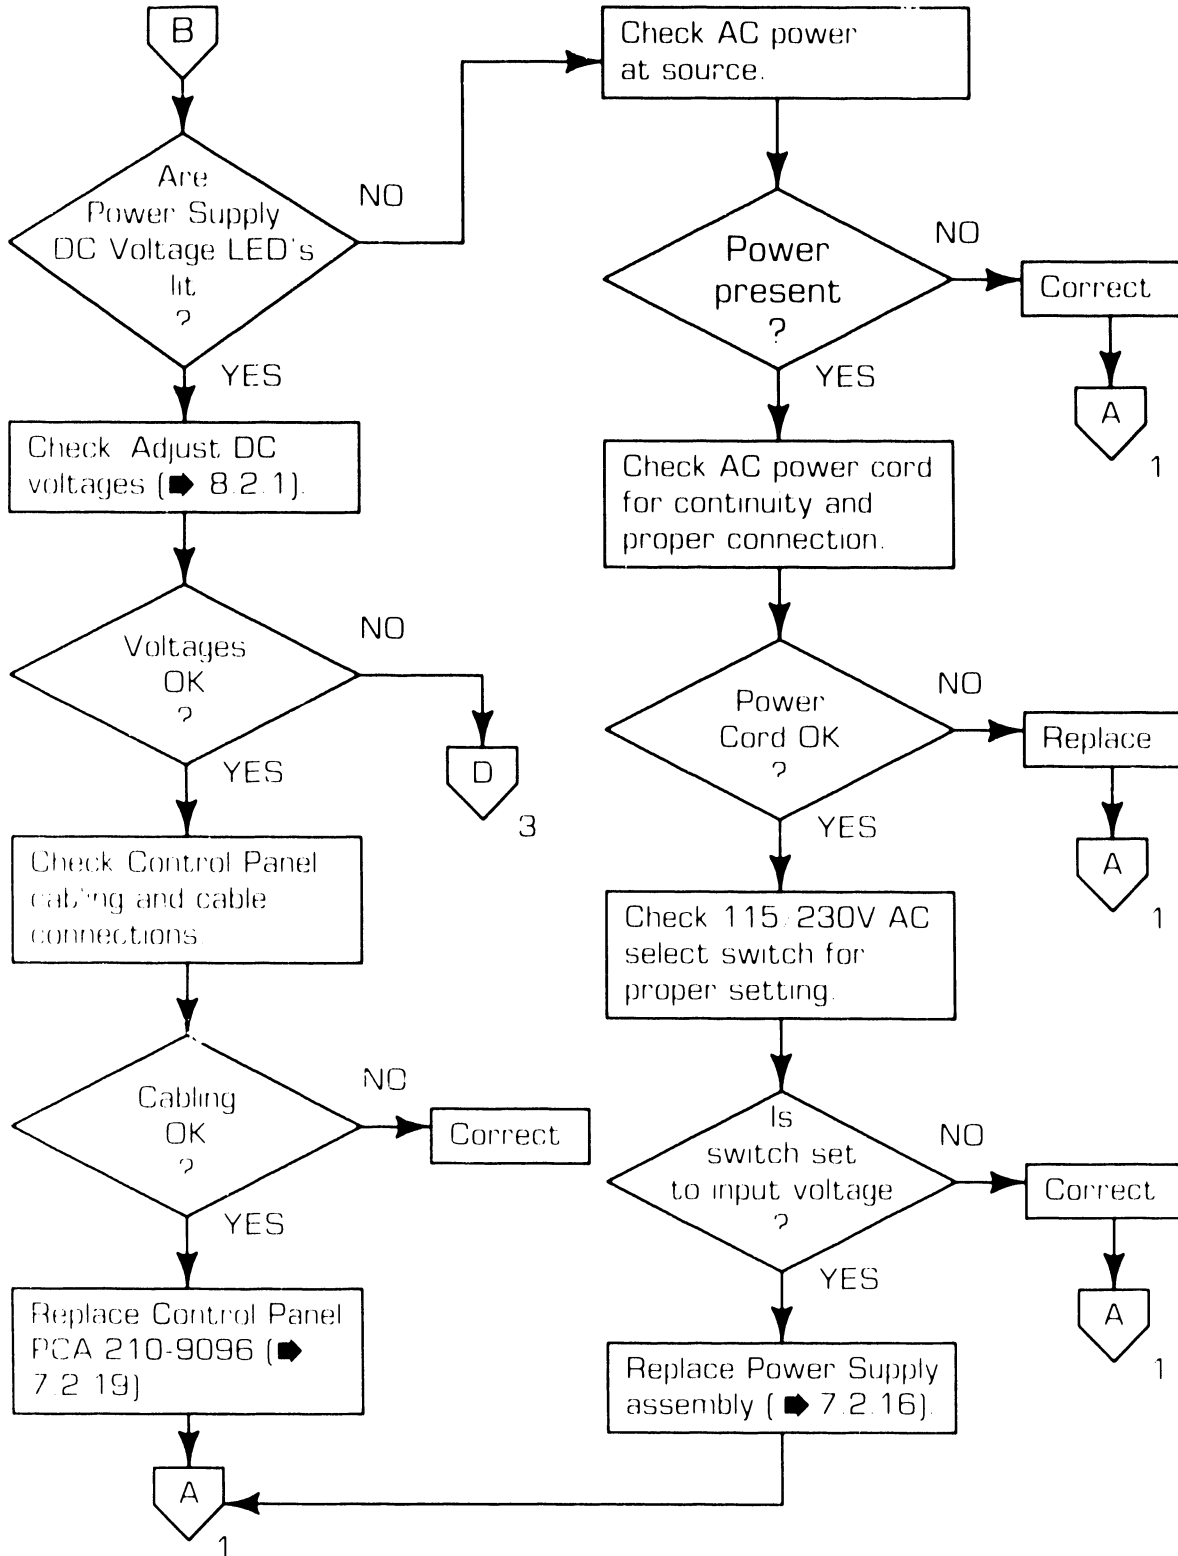 B
Are
Power Supply
DC Voltage LED's
lit
?
NO
YES
Check Adjust DC
voltages (➡ 8.2.1).
Voltages
OK
?
NO
D
3
YES
Check Control Panel
cabling and cable
connections.
Cabling
OK
?
NO
Correct
YES
Replace Control Panel
PCA 210-9096 (➡
7.2.19)
A
1
Check AC power
at source.
Power
present
?
NO
Correct
A
1
YES
Check AC power cord
for continuity and
proper connection.
Power
Cord OK
?
NO
Replace
A
1
YES
Check 115/230V AC
select switch for
proper setting.
Is
switch set
to input voltage
?
NO
Correct
A
1
YES
Replace Power Supply
assembly (➡ 7.2.16).